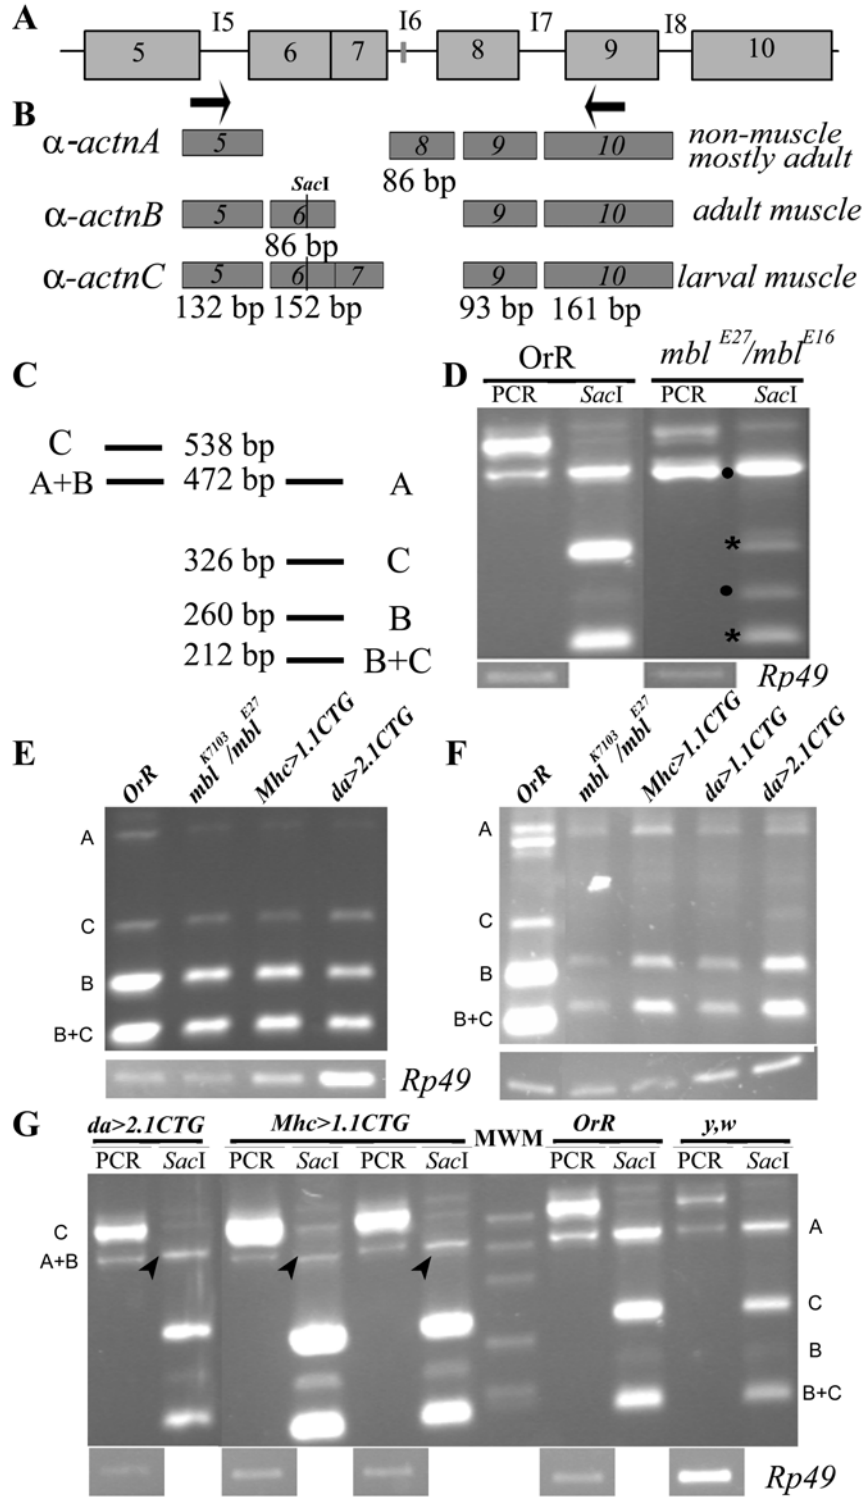 A
I5 I6 I7 I8
5 6 7 8 9 10
B
α-actnA 5 8 9 10 non-muscle
mostly adult
86 bp
SacI
α-actnB 5 6 9 10 adult muscle
86 bp
α-actnC 5 6 7 9 10 larval muscle
132 bp 152 bp 93 bp 161 bp
C
C 538 bp
A+B 472 bp A
326 bp C
260 bp B
212 bp B+C
D
OrR mbl E27/mbl E16
PCR SacI PCR SacI
*
*
Rp49
E
OrR mbl K7103/mbl E27 Mhc>1.1CTG da>2.1CTG
A
C
B
B+C
Rp49
F
OrR mbl K7103/mbl E27 Mhc>1.1CTG da>1.1CTG da>2.1CTG
A
C
B
B+C
Rp49
G
da>2.1CTG Mhc>1.1CTG MWM OrR y,w
PCR SacI PCR SacI PCR SacI PCR SacI PCR SacI
C
A+B
A
C
B
B+C
Rp49